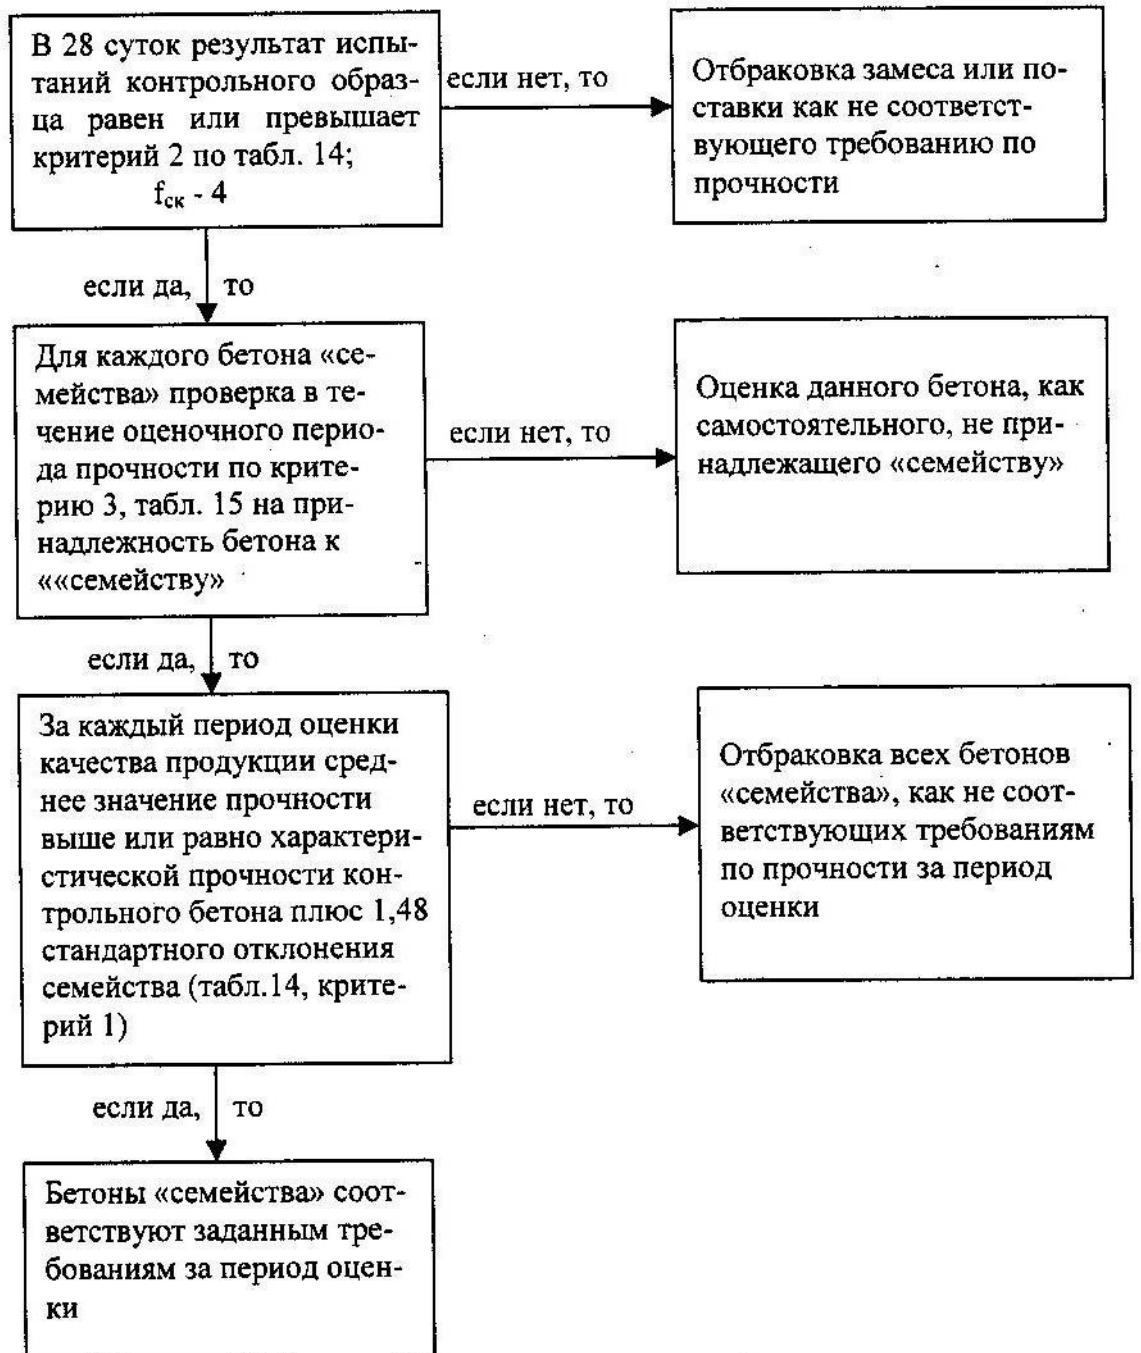 В 28 суток результат испы-
таний контрольного образ-
ца равен или превышает
критерий 2 по табл. 14;
fск - 4
если нет, то
Отбраковка замеса или по-
ставки как не соответст-
вующего требованию по
прочности
если да, то
Для каждого бетона «се-
мейства» проверка в те-
чение оценочного перио-
да прочности по крите-
рию 3, табл. 15 на при-
надлежность бетона к
««семейству»
если нет, то
Оценка данного бетона, как
самостоятельного, не при-
надлежащего «семейству»
если да, то
За каждый период оценки
качества продукции сред-
нее значение прочности
выше или равно характери-
стической прочности кон-
трольного бетона плюс 1,48
стандартного отклонения
семейства (табл.14, крите-
рий 1)
если нет, то
Отбраковка всех бетонов
«семейства», как не соот-
ветствующих требованиям
по прочности за период
оценки
если да, то
Бетоны «семейства» соот-
ветствуют заданным тре-
бованиям за период оцен-
ки